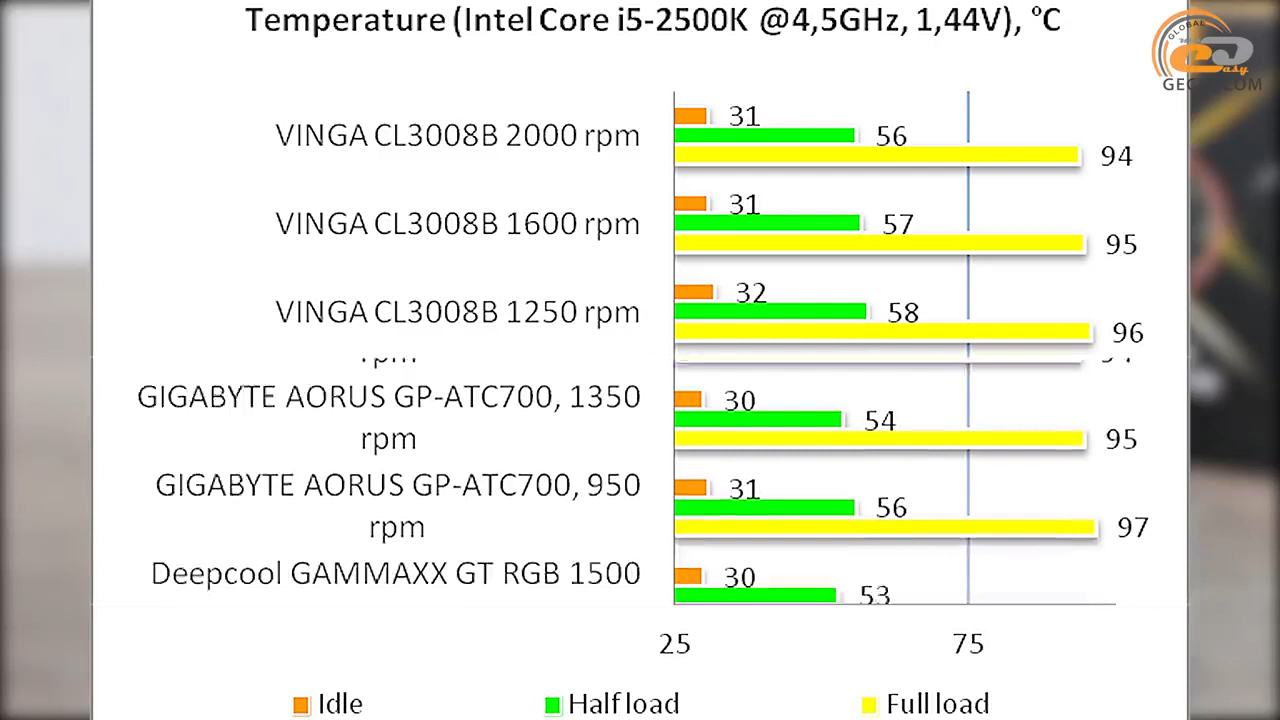 Temperature (Intel Core i5-2500K @4,5GHz, 1,44V), °C
GLOBAL
easy
VINGA CL3008B 2000 rpm
31
56
94
VINGA CL3008B 1600 rpm
31
57
95
VINGA CL3008B 1250 rpm
32
58
96
GIGABYTE AORUS GP-ATC700, 1350
rpm
30
54
95
GIGABYTE AORUS GP-ATC700, 950
rpm
31
56
97
Deepcool GAMMAXX GT RGB 1500
30
53
25 75
Idle Half load Full load